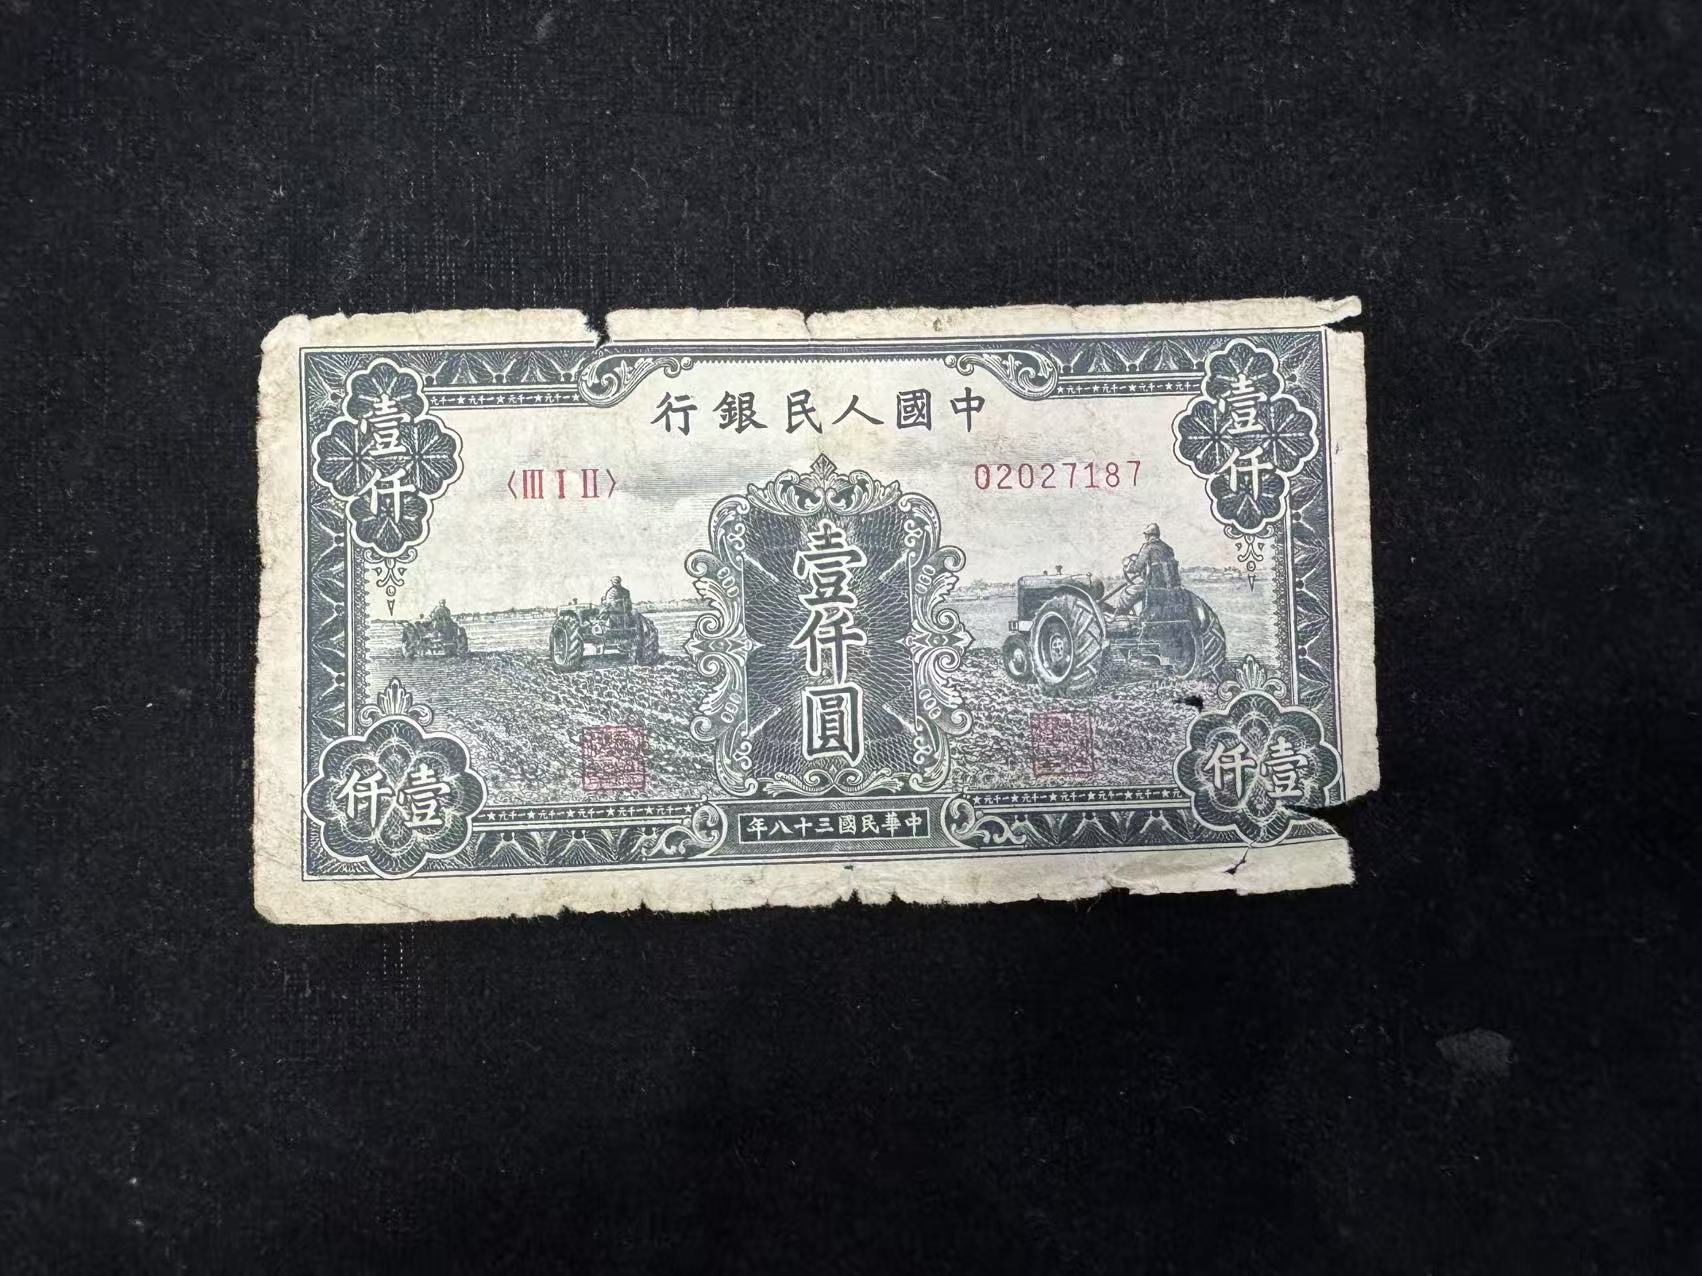 中國人民銀行
壹仟
壹仟
〈III I II〉
02027187
壹仟圓
壹仟
壹仟
中華民國三十八年